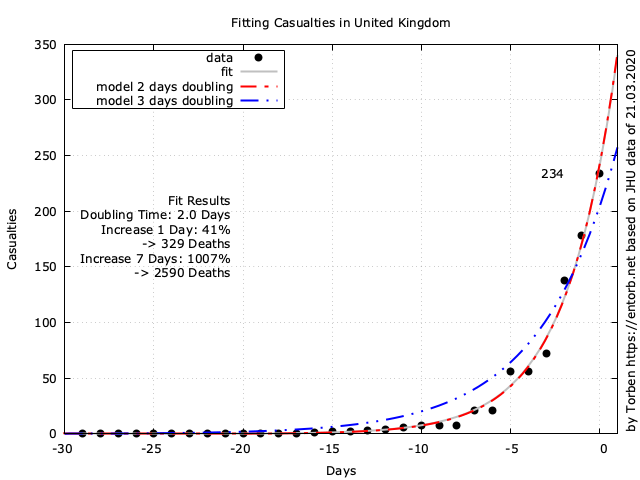 Fitting Casualties in United Kingdom
data
fit
model 2 days doubling
model 3 days doubling
350
300
250
200
150
100
50
0
Casualties
234
Fit Results
Doubling Time: 2.0 Days
Increase 1 Day: 41%
-> 329 Deaths
Increase 7 Days: 1007%
-> 2590 Deaths
-30 -25 -20 -15 -10 -5 0
Days
by Torben https://entorb.net based on JHU data of 21.03.2020